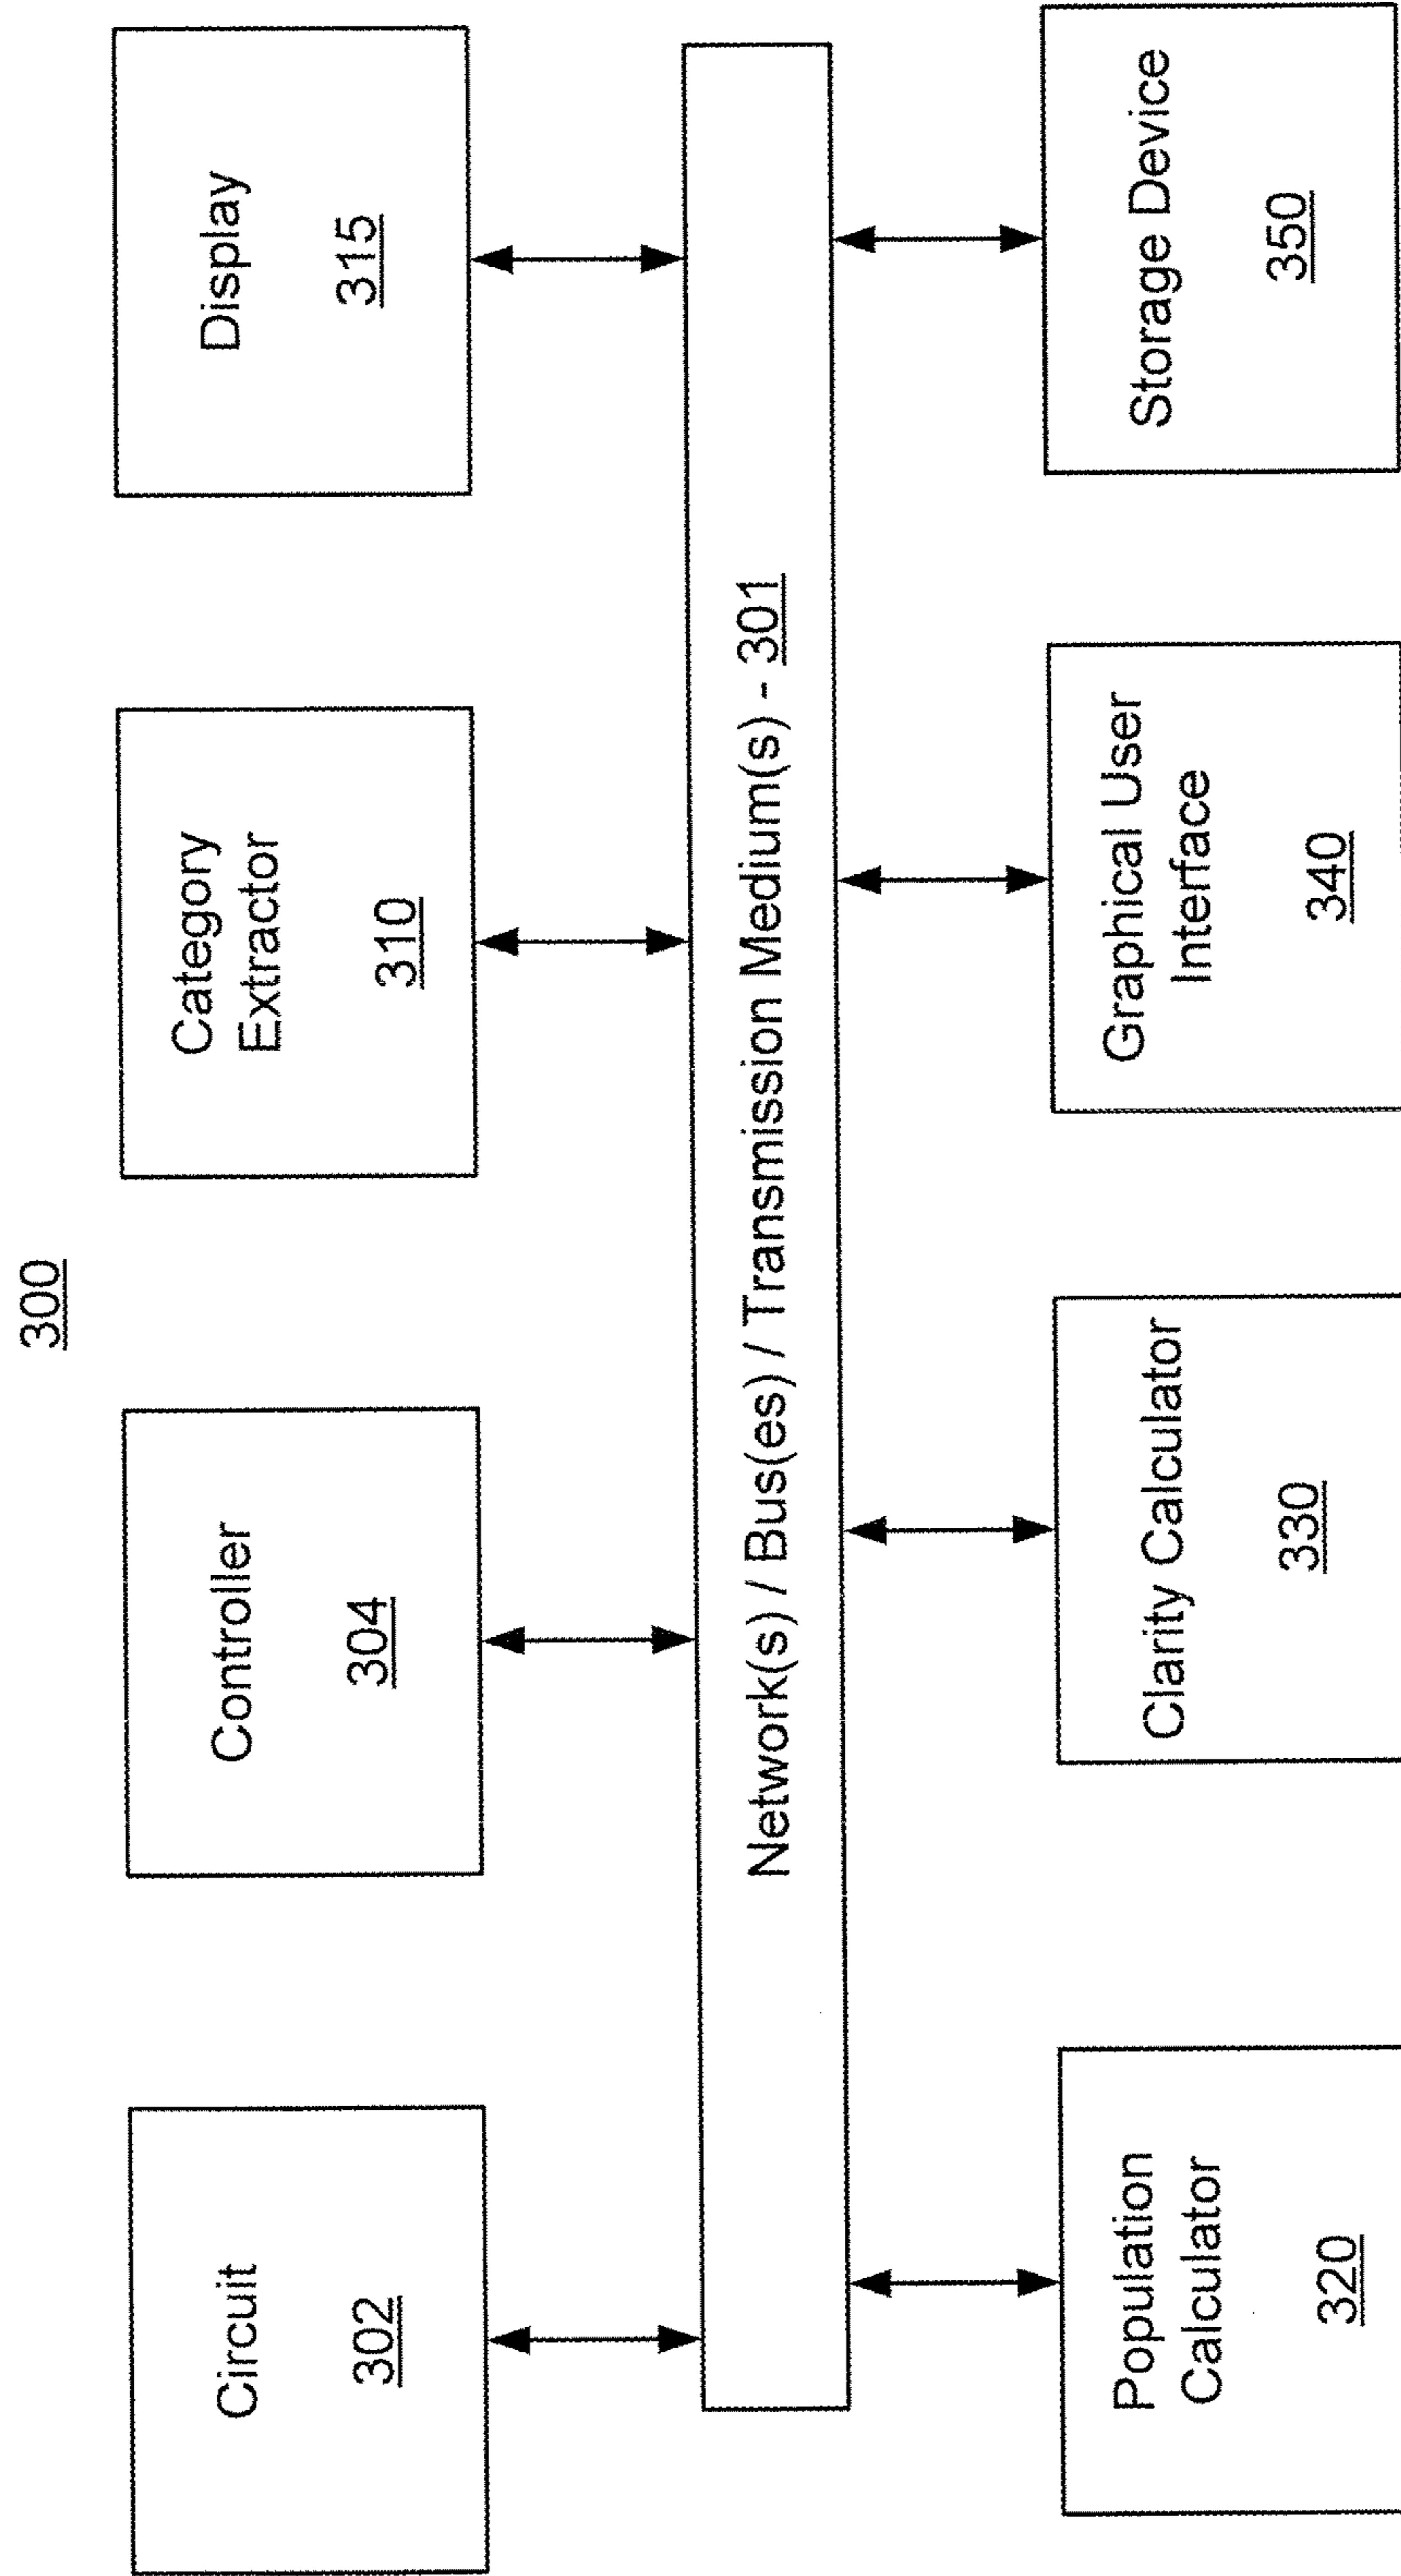 300
Circuit
302
Controller
304
Category
Extractor
310
Display
315
Network(s) / Bus(es) / Transmission Medium(s) - 301
Population
Calculator
320
Clarity Calculator
330
Graphical User
Interface
340
Storage Device
350